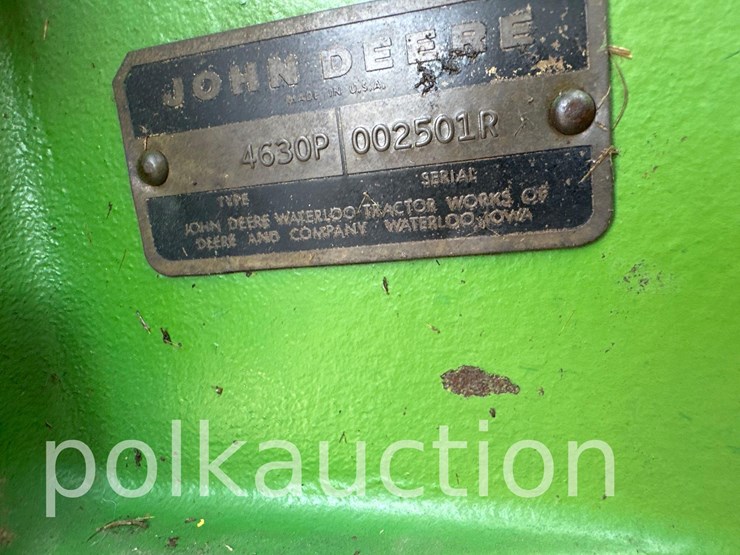 JOHN DEERE
MADE IN U.S.A.
4630P 002501R
TYPE SERIAL
JOHN DEERE WATERLOO TRACTOR WORKS OF
DEERE AND COMPANY WATERLOO, IOWA
polkauction